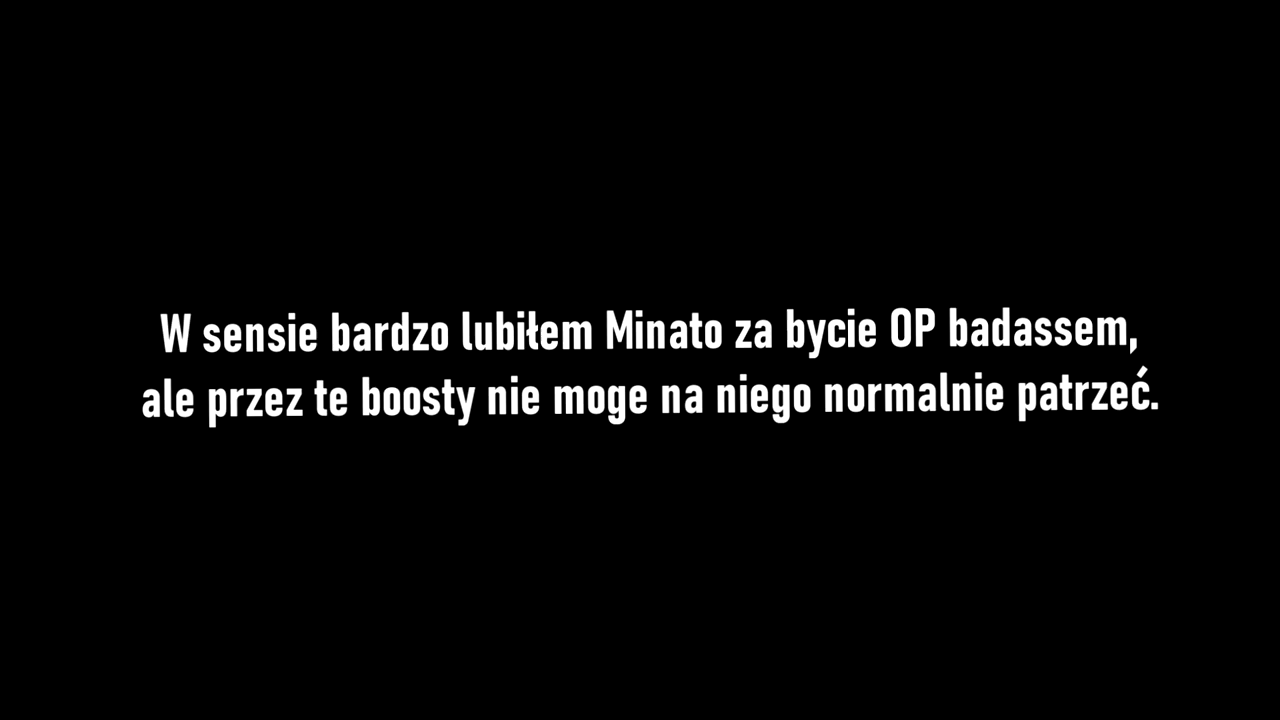 W sensie bardzo lubiłem Minato za bycie OP badassem,
ale przez te boosty nie moge na niego normalnie patrzeć.